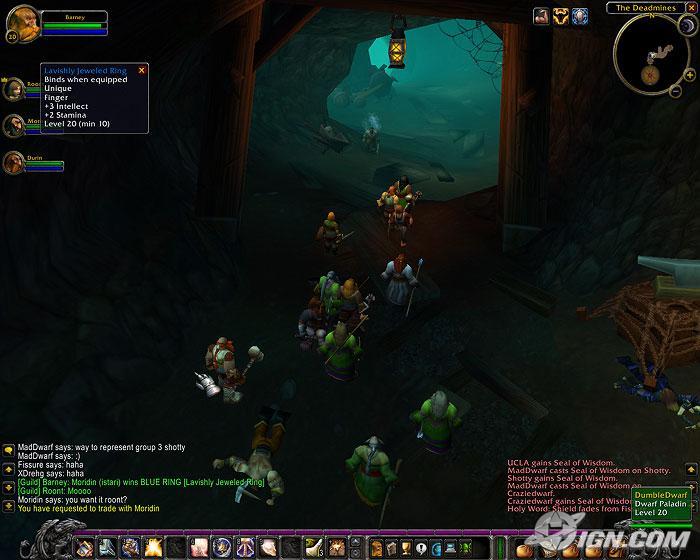 Barney
The Deadmines
N
20
Lavishly Jeweled Ring
Binds when equipped
Unique
Finger
+3 Intellect
+2 Stamina
Level 20 (min 10)
Durin
MadDwarf says: way to represent group 3 shotty
MadDwarf says: :)
Fissure says: haha
XDrehg says: haha
[Guild] Barney: Moridin (istari) wins BLUE RING [Lavishly Jeweled Ring]
[Guild] Roont: Moooo
Moridin says: you want it roont?
You have requested to trade with Moridin
UCLA gains Seal of Wisdom.
MadDwarf casts Seal of Wisdom on Shotty.
Shotty gains Seal of Wisdom.
MadDwarf casts Seal of Wisdom on
Craziedwarf.
Craziedwarf gains Seal of Wisdom.
Holy Word: Shield fades from
DumbleDwarf
Dwarf Paladin
Level 20
IGN.COM